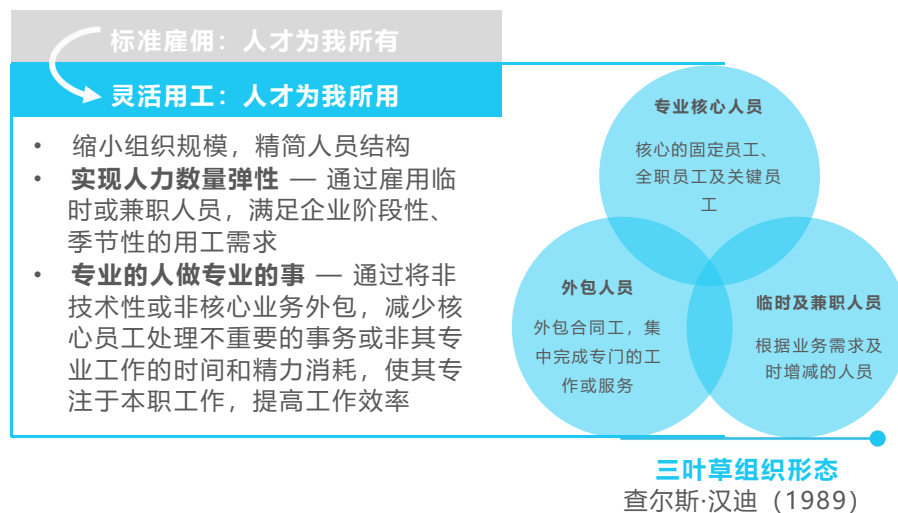 标准雇佣：人才为我所有
灵活用工：人才为我所用
• 缩小组织规模，精简人员结构
• 实现人力数量弹性 — 通过雇用临
时或兼职人员，满足企业阶段性、
季节性的用工需求
• 专业的人做专业的事 — 通过将非
技术性或非核心业务外包，减少核
心员工处理不重要的事务或非其专
业工作的时间和精力消耗，使其专
注于本职工作，提高工作效率
专业核心人员
核心的固定员工、
全职员工及关键员
工
外包人员
外包合同工，集
中完成专门的工
作或服务
临时及兼职人员
根据业务需求及
时增减的人员
三叶草组织形态
查尔斯·汉迪（1989）